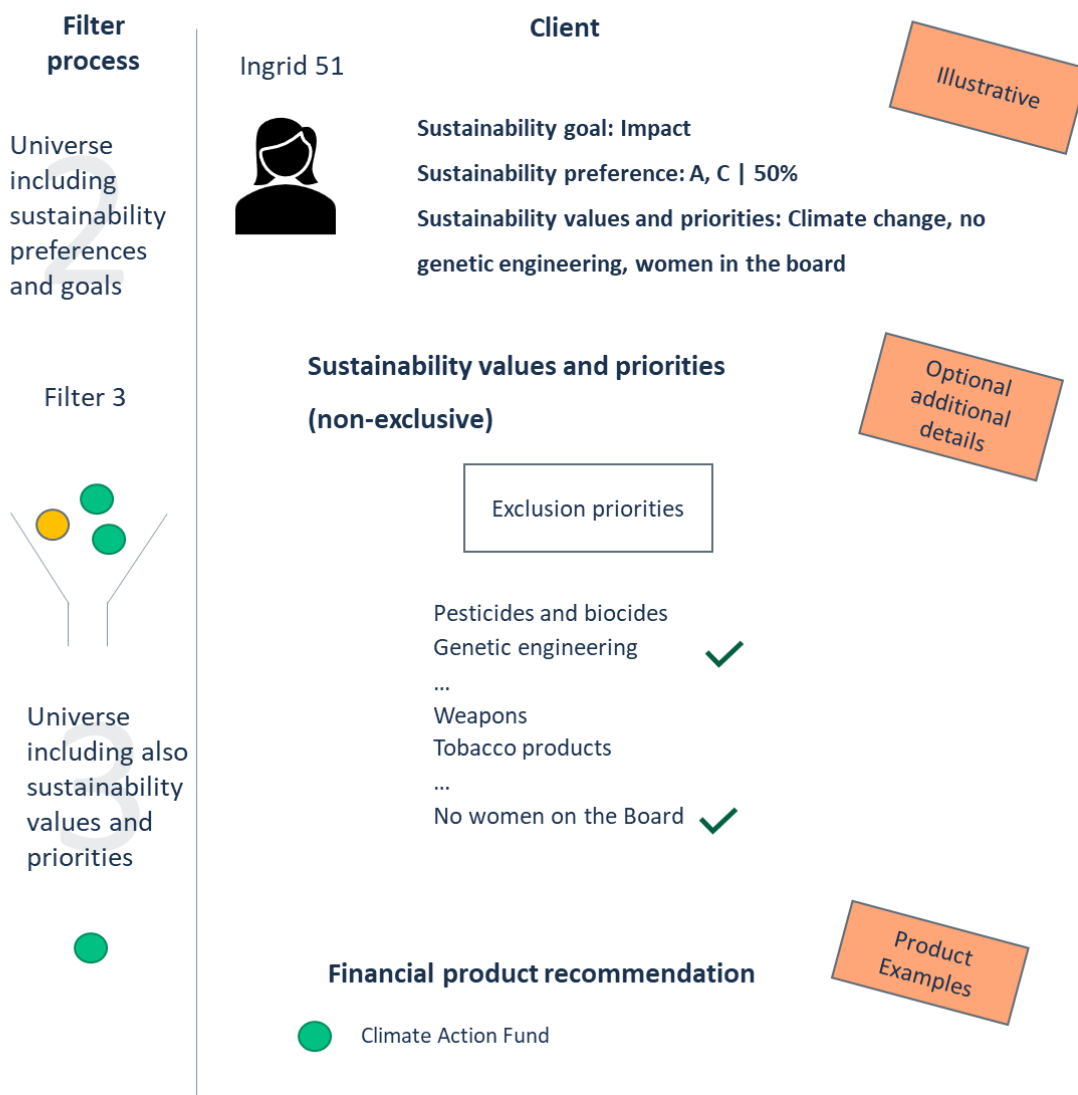 Filter
process
Client
Ingrid 51
Illustrative
Sustainability goal: Impact
Sustainability preference: A, C | 50%
Sustainability values and priorities: Climate change, no
genetic engineering, women in the board
2
Universe
including
sustainability
preferences
and goals
Sustainability values and priorities
(non-exclusive)
Optional
additional
details
Filter 3
Exclusion priorities
Pesticides and biocides
Genetic engineering
...
Weapons
Tobacco products
...
No women on the Board
3
Universe
including also
sustainability
values and
priorities
Product
Examples
Financial product recommendation
Climate Action Fund